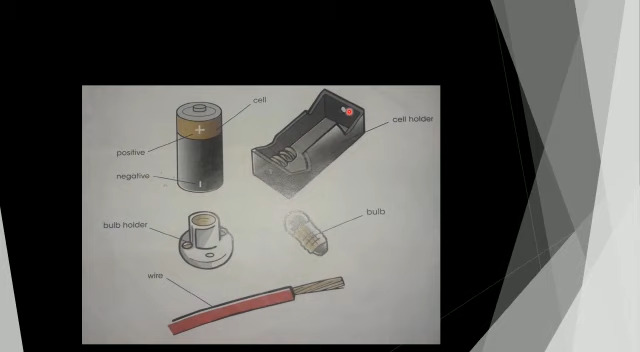 cell
cell holder
positive
+
negative
bulb holder
bulb
wire